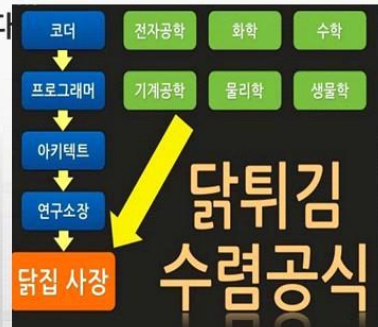 다
코더 전자공학 화학 수학
프로그래머 기계공학 물리학 생물학
아키텍트
연구소장
닭집 사장
닭튀김
수렴공식